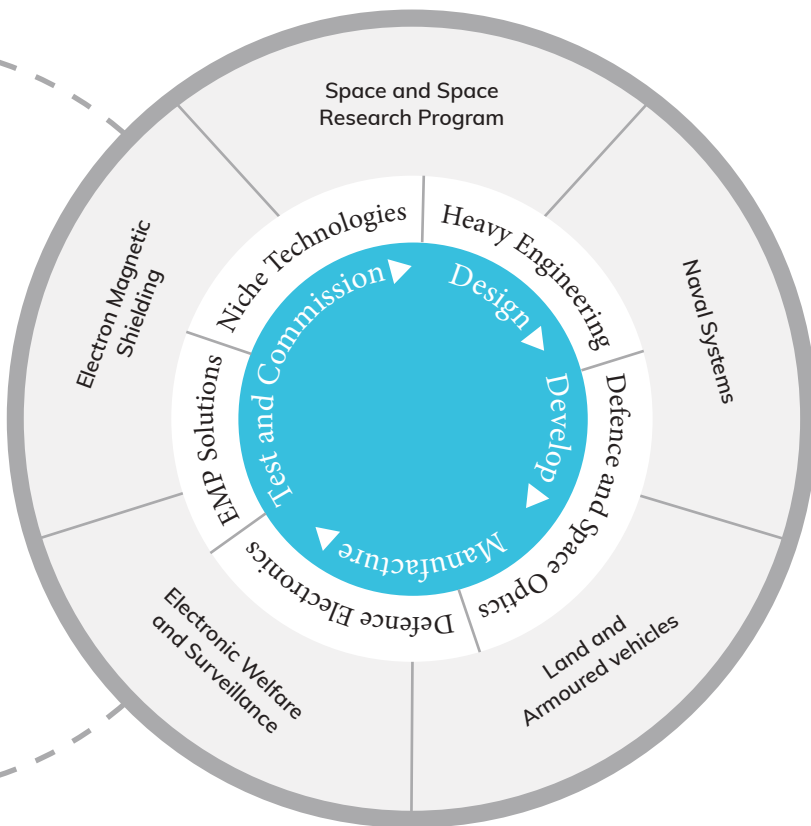 Space and Space
Research Program
Naval Systems
Land and
Armoured vehicles
Electronic Welfare
and Surveillance
Electron Magnetic
Shielding
Heavy Engineering
Defence and Space Optics
Defence Electronics
EMP Solutions
Niche Technologies
Design
Develop
Manufacture
Test and Commission